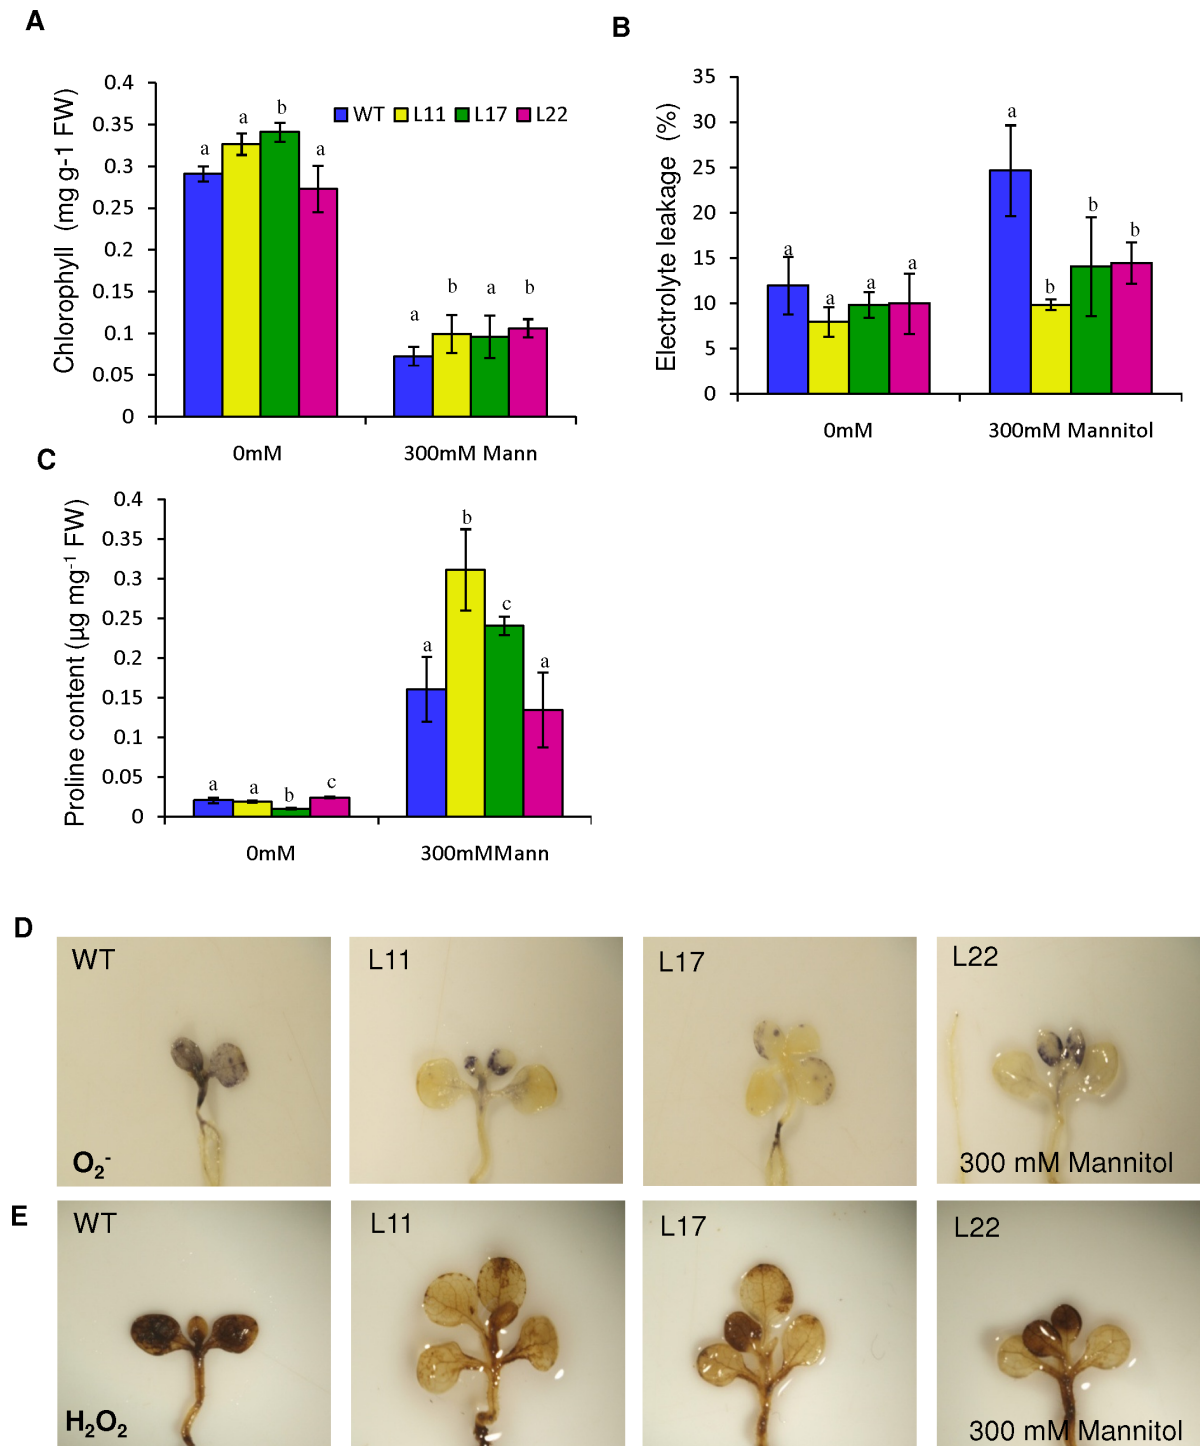 A
Chlorophyll (mg g-1 FW)
0.4
0.35
0.3
0.25
0.2
0.15
0.1
0.05
0
WT L11 L17 L22
a a b a
a b a b
0mM 300mM Mann
B
Electrolyte leakage (%)
35
30
25
20
15
10
5
0
a a a a
a b b b
0mM 300mM Mannitol
C
Proline content (µg mg⁻¹ FW)
0.4
0.35
0.3
0.25
0.2
0.15
0.1
0.05
0
a a b c
a b c a
0mM 300mMMann
D
WT L11 L17 L22
O₂⁻ 300 mM Mannitol
E
WT L11 L17 L22
H₂O₂ 300 mM Mannitol